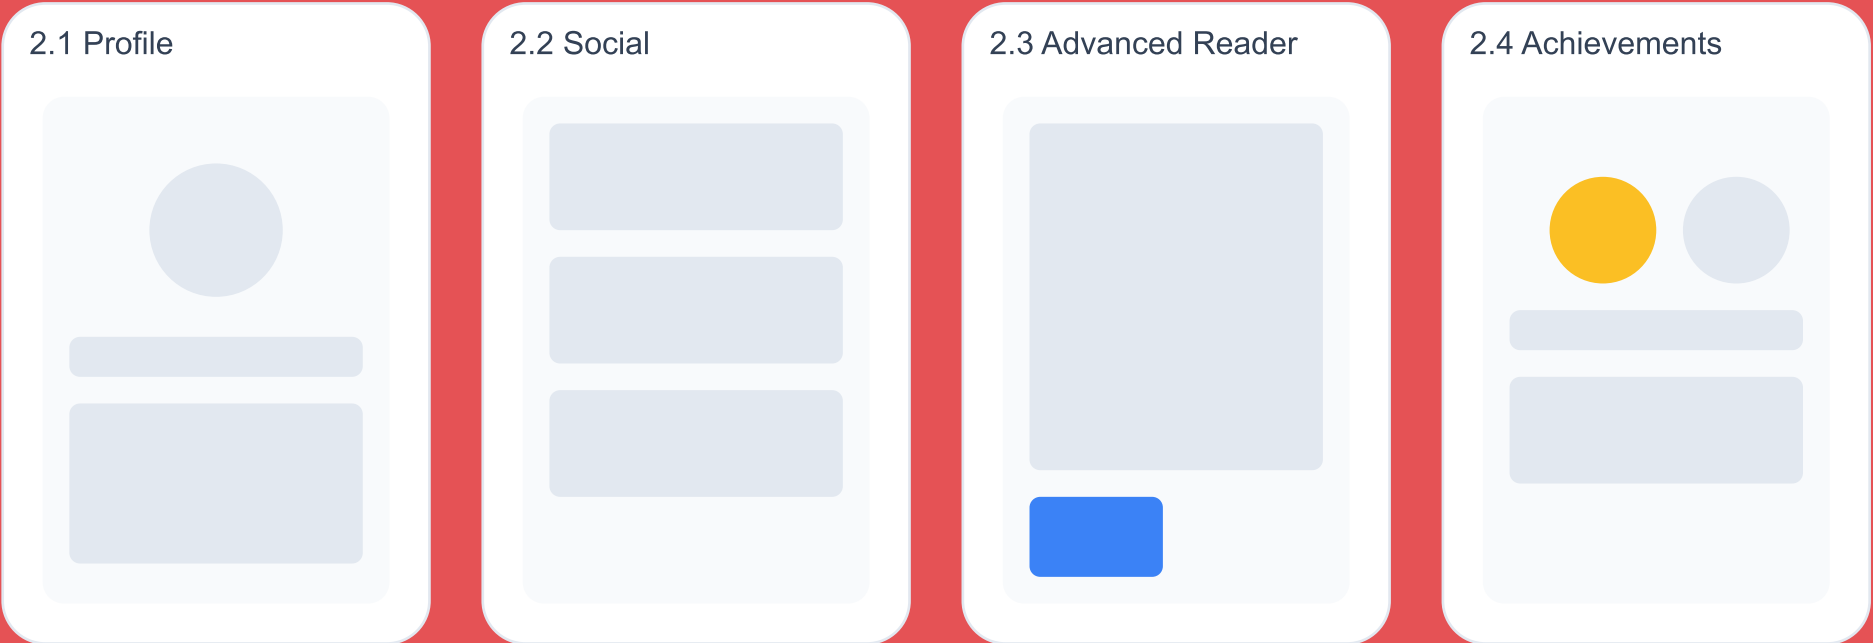 2.1 Profile
2.2 Social
2.3 Advanced Reader
2.4 Achievements